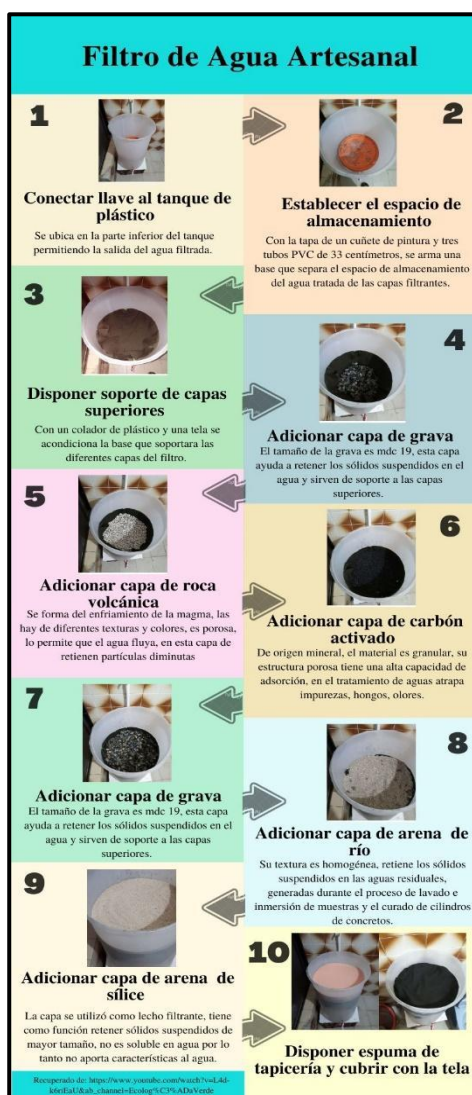 Filtro de Agua Artesanal
1
Conectar llave al tanque de
plástico
Se ubica en la parte inferior del tanque
permitiendo la salida del agua filtrada.
2
Establecer el espacio de
almacenamiento
Con la tapa de un cuñete de pintura y tres
tubos PVC de 33 centímetros, se arma una
base que separa el espacio de almacenamiento
del agua tratada de las capas filtrantes.
3
Disponer soporte de capas
superiores
Con un colador de plástico y una tela se
acondiciona la base que soportara las
diferentes capas del filtro.
4
Adicionar capa de grava
El tamaño de la grava es mdc 19, esta capa
ayuda a retener los sólidos suspendidos en el
agua y sirven de soporte a las capas
superiores.
5
Adicionar capa de roca
volcánica
Se forma del enfriamiento de la magma, las
hay de diferentes texturas y colores, es porosa,
lo permite que el agua fluya, en esta capa de
retienen partículas diminutas
6
Adicionar capa de carbón
activado
De origen mineral, el material es granular, su
estructura porosa tiene una alta capacidad de
adsorción, en el tratamiento de aguas atrapa
impurezas, hongos, olores.
7
Adicionar capa de grava
El tamaño de la grava es mdc 19, esta capa
ayuda a retener los sólidos suspendidos en el
agua y sirven de soporte a las capas
superiores.
8
Adicionar capa de arena de
río
Su textura es homogénea, retiene los sólidos
suspendidos en las aguas residuales,
generadas durante el proceso de lavado e
inmersión de muestras y el curado de cilindros
de concretos.
9
Adicionar capa de arena de
sílice
La capa se utilizó como lecho filtrante, tiene
como función retener sólidos suspendidos de
mayor tamaño, no es soluble en agua por lo
tanto no aporta características al agua.
10
Disponer espuma de
tapicería y cubrir con la tela
Recuperado de: https://www.youtube.com/watch?v=L4d-
k6rtEaU&ab_channel=Ecolog%C3%ADaVerde